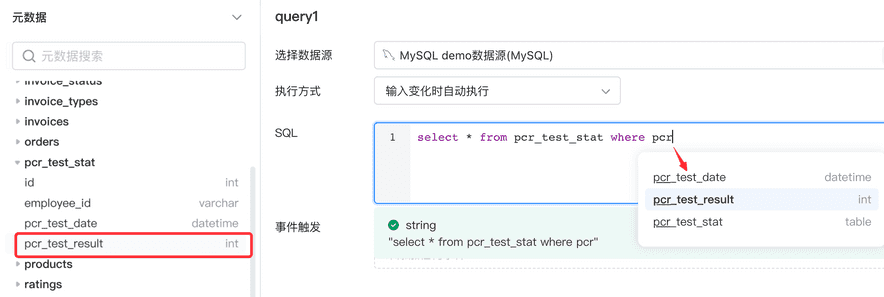 元数据
元数据搜索
invoice_status
invoice_types
invoices
orders
pcr_test_stat
id int
employee_id varchar
pcr_test_date datetime
pcr_test_result int
products
ratings
query1
选择数据源 MySQL demo数据源(MySQL)
执行方式 输入变化时自动执行
SQL 1 select * from pcr_test_stat where pcr
pcr_test_date datetime
pcr_test_result int
pcr_test_stat table
事件触发
string
"select * from pcr_test_stat where pcr"